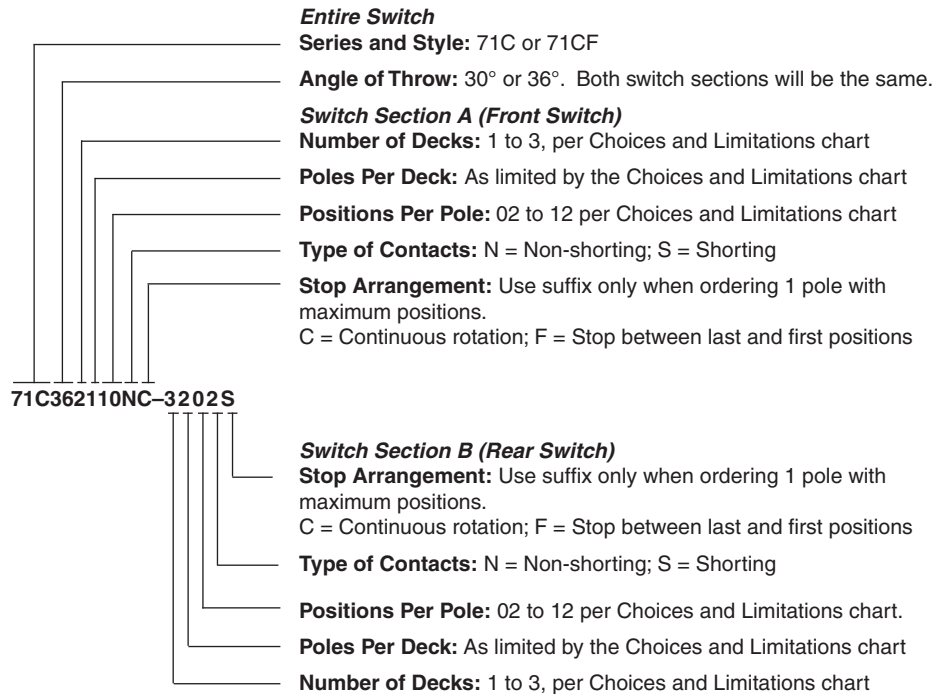 Entire Switch
Series and Style: 71C or 71CF
Angle of Throw: 30° or 36°. Both switch sections will be the same.
Switch Section A (Front Switch)
Number of Decks: 1 to 3, per Choices and Limitations chart
Poles Per Deck: As limited by the Choices and Limitations chart
Positions Per Pole: 02 to 12 per Choices and Limitations chart
Type of Contacts: N = Non-shorting; S = Shorting
Stop Arrangement: Use suffix only when ordering 1 pole with
maximum positions.
C = Continuous rotation; F = Stop between last and first positions
71C362110NC–3202S
Switch Section B (Rear Switch)
Stop Arrangement: Use suffix only when ordering 1 pole with
maximum positions.
C = Continuous rotation; F = Stop between last and first positions
Type of Contacts: N = Non-shorting; S = Shorting
Positions Per Pole: 02 to 12 per Choices and Limitations chart.
Poles Per Deck: As limited by the Choices and Limitations chart
Number of Decks: 1 to 3, per Choices and Limitations chart